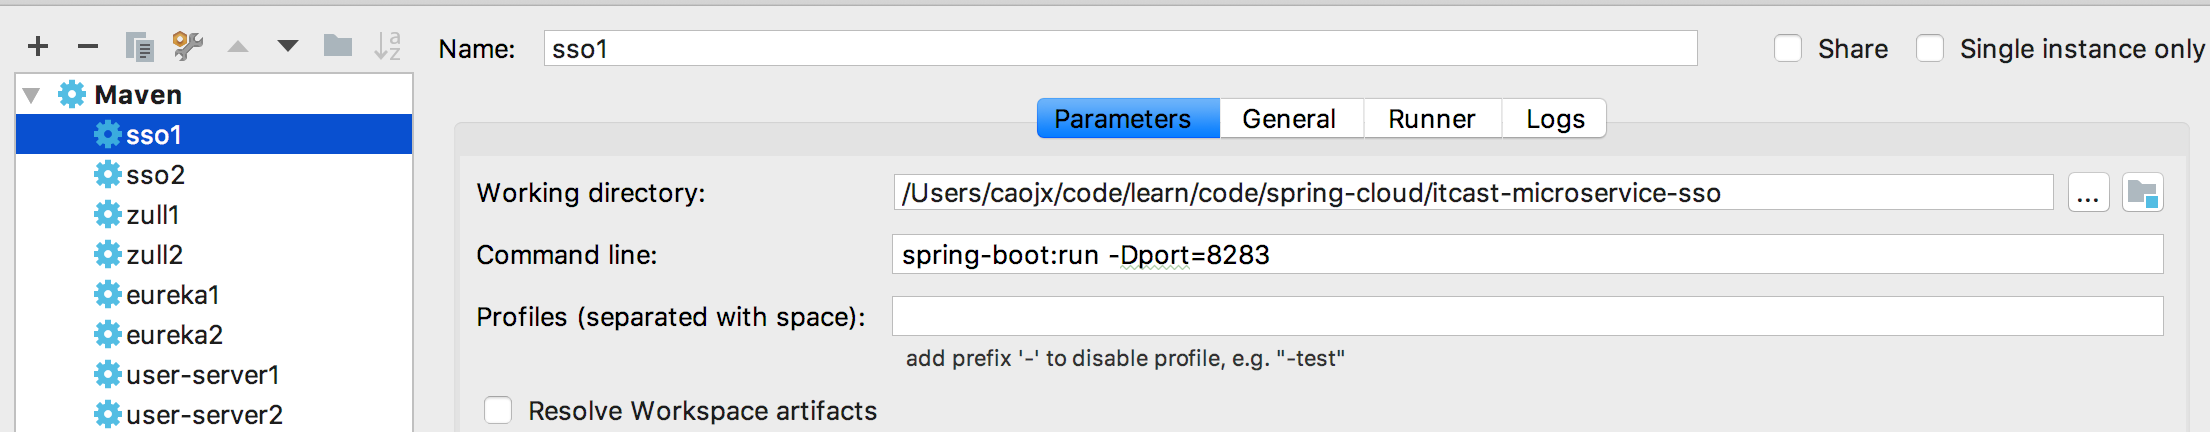 Name: sso1 Share Single instance only
Maven
sso1
sso2
zull1
zull2
eureka1
eureka2
user-server1
user-server2
Parameters General Runner Logs
Working directory: /Users/caojx/code/learn/code/spring-cloud/itcast-microservice-sso ...
Command line: spring-boot:run -Dport=8283
Profiles (separated with space):
add prefix '-' to disable profile, e.g. "-test"
Resolve Workspace artifacts